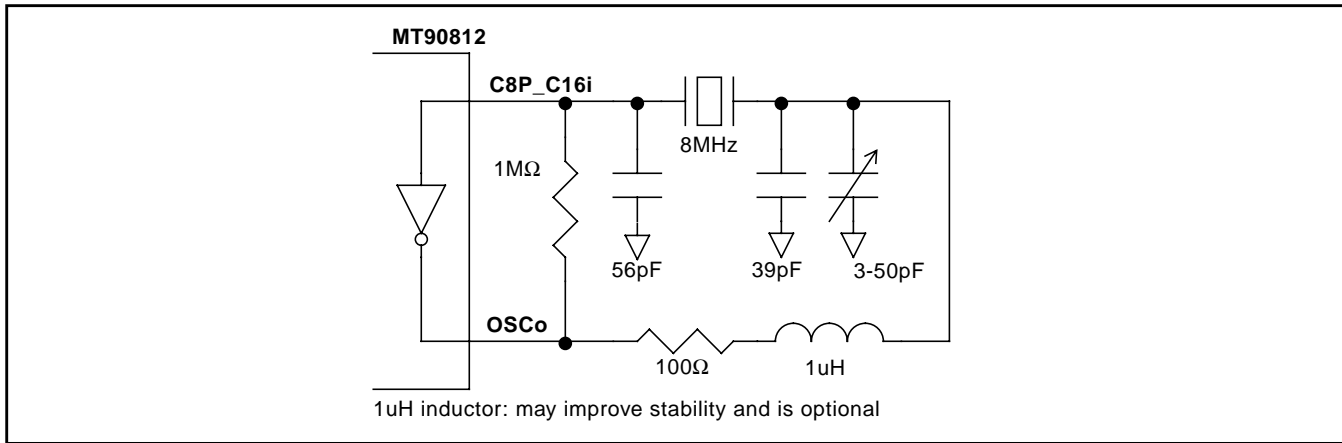 MT90812
C8P_C16i
8MHz
1MΩ
56pF
39pF
3-50pF
OSCo
100Ω
1uH
1uH inductor: may improve stability and is optional